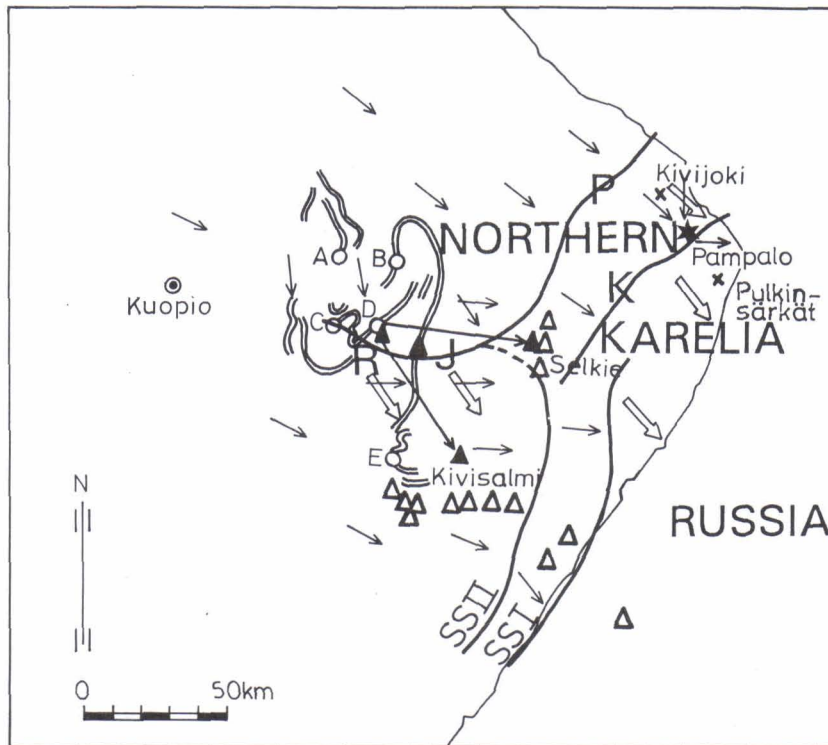 P
Kivijoki
NORTHERN
A
B
Pampalo
Kuopio
K
Pulkin-
särkät
C
D
KARELIA
R
J
Selkie
E
Kivisalmi
N
RUSSIA
SSII
SSI
0
50km